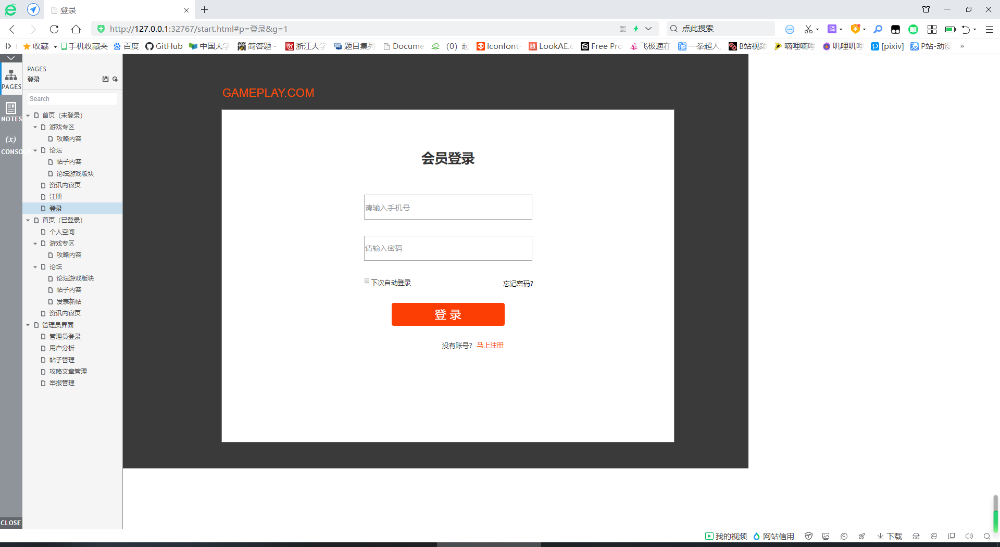 登录
http://127.0.0.1:32767/start.html#p=登录&g=1
点此搜索
收藏 手机收藏夹 百度 GitHub 中国大学 简答题 - 浙江大学 题目集列 Docume (0) 起 Iconfont- LookAE.c Free Pro 飞极速在 一拳超人 B站视频 嘀哩嘀哩 叽哩叽哩 [pixiv] P站-动漫 »
PAGES
登录
PAGES
Search
NOTES
(x)
CONSOLE
首页（未登录）
游戏专区
攻略内容
论坛
帖子内容
论坛游戏版块
资讯内容页
注册
登录
首页（已登录）
个人空间
游戏专区
攻略内容
论坛
论坛游戏版块
帖子内容
发表新帖
资讯内容页
管理员界面
管理员登录
用户分析
帖子管理
攻略文章管理
举报管理
CLOSE
GAMEPLAY.COM
会员登录
请输入手机号
请输入密码
下次自动登录 忘记密码?
登 录
没有账号? 马上注册
我的视频 网站信用 下载